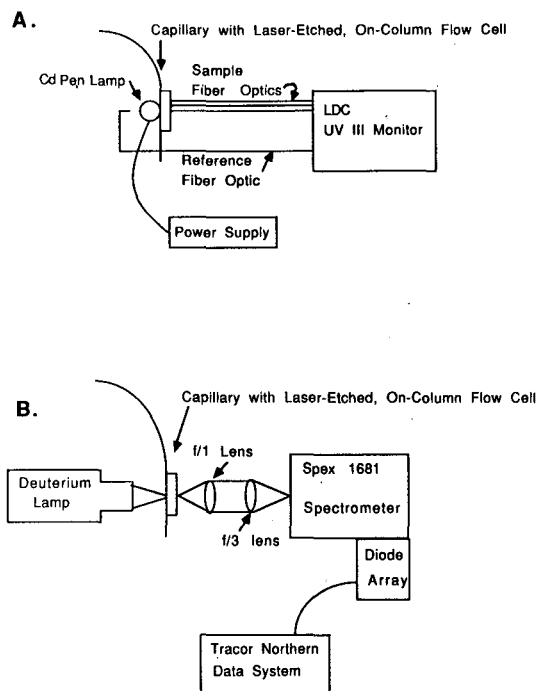 A.
Capillary with Laser-Etched, On-Column Flow Cell
Cd Pen Lamp
Sample
Fiber Optics
LDC
UV III Monitor
Reference
Fiber Optic
Power Supply
B.
Capillary with Laser-Etched, On-Column Flow Cell
f/1 Lens
Deuterium
Lamp
Spex 1681
Spectrometer
f/3 lens
Diode
Array
Tracor Northern
Data System